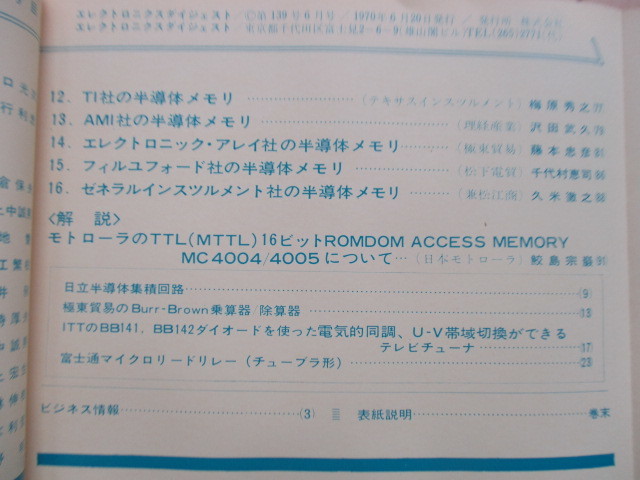 エレクトロニクスダイジェスト ©第139号6月号／1970年6月20日発行／発行所 株式会社
エレクトロニクスダイジェスト 東京都千代田区富士見2-6-9(雄山閣ビル)TEL(265)2771(代)
12. TI社の半導体メモリ……(テキサスインスツルメント) 梅原秀之 77
13. AMI社の半導体メモリ……(理経産業) 沢田武久 79
14. エレクトロニック・アレイ社の半導体メモリ……(極東貿易) 藤本忠彦 81
15. フィルコフォード社の半導体メモリ……(松下電貿) 千代村憲司 86
16. ゼネラルインスツルメント社の半導体メモリ……(兼松江商) 久米激之 88
〈解説〉
モトローラのTTL(MTTL)16ビットROMDOM ACCESS MEMORY
MC4004/4005について…(日本モトローラ) 鮫島宗 91
日立半導体集積回路……(9)
極東貿易のBurr-Brown乗算器/除算器……13
ITTのBB141, BB142ダイオードを使った電気的同調、U-V帯域切換ができる
テレビチューナ……17
富士通マイクロリードリレー(チューブラ形)……23
ビジネス情報……(3) 表紙説明……巻末